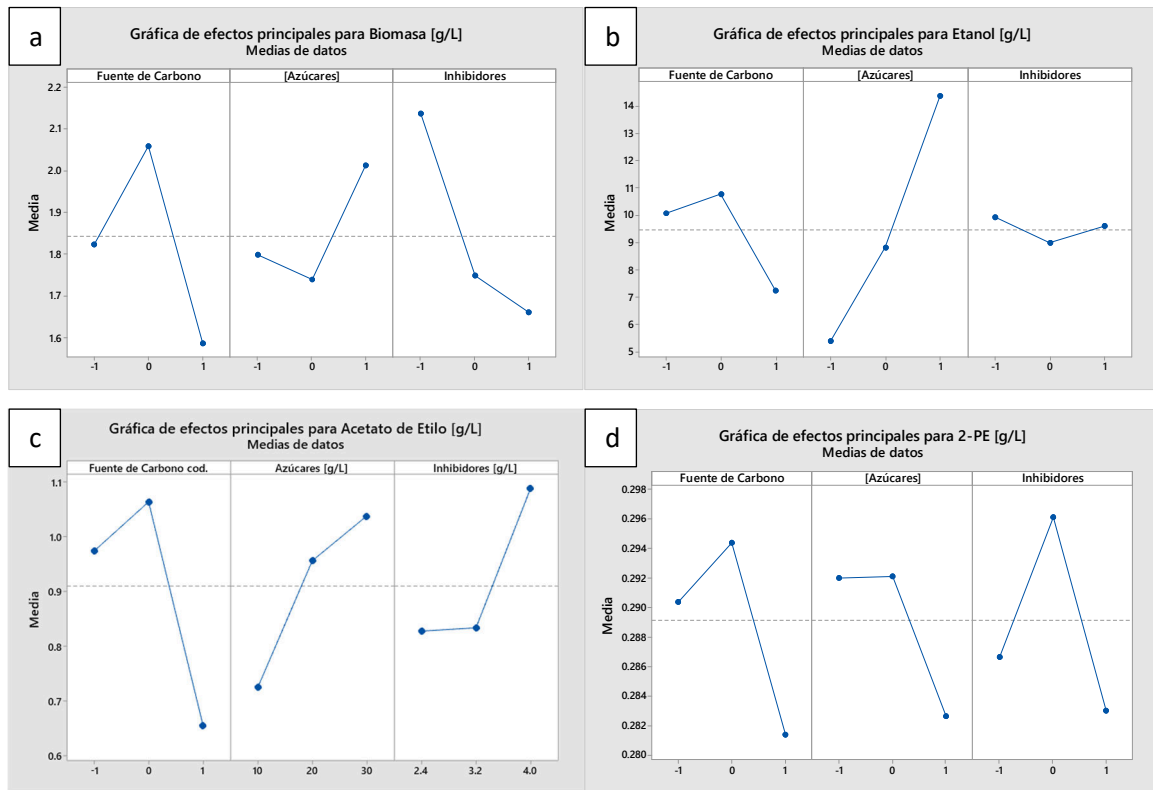 a
Gráfica de efectos principales para Biomasa [g/L]
Medias de datos
Fuente de Carbono [Azúcares] Inhibidores
Media
2.2
2.1
2.0
1.9
1.8
1.7
1.6
-1 0 1 -1 0 1 -1 0 1
b
Gráfica de efectos principales para Etanol [g/L]
Medias de datos
Fuente de Carbono [Azúcares] Inhibidores
Media
14
13
12
11
10
9
8
7
6
5
-1 0 1 -1 0 1 -1 0 1
c
Gráfica de efectos principales para Acetato de Etilo [g/L]
Medias de datos
Fuente de Carbono cod. Azúcares [g/L] Inhibidores [g/L]
Media
1.1
1.0
0.9
0.8
0.7
0.6
-1 0 1 10 20 30 2.4 3.2 4.0
d
Gráfica de efectos principales para 2-PE [g/L]
Medias de datos
Fuente de Carbono [Azúcares] Inhibidores
Media
0.298
0.296
0.294
0.292
0.290
0.288
0.286
0.284
0.282
0.280
-1 0 1 -1 0 1 -1 0 1